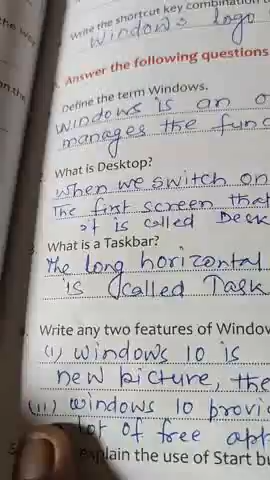 Write the shortcut key combination
windows logo
Answer the following questions
Define the term Windows.
windows is an
manages the func
What is Desktop?
when we switch on
The first screen that
it is called Desk
What is a Taskbar?
The long horizontal
is called Task
Write any two features of Window
(i) windows 10 is
new picture, the
(ii) windows 10 provi
lot of free app
explain the use of Start bu